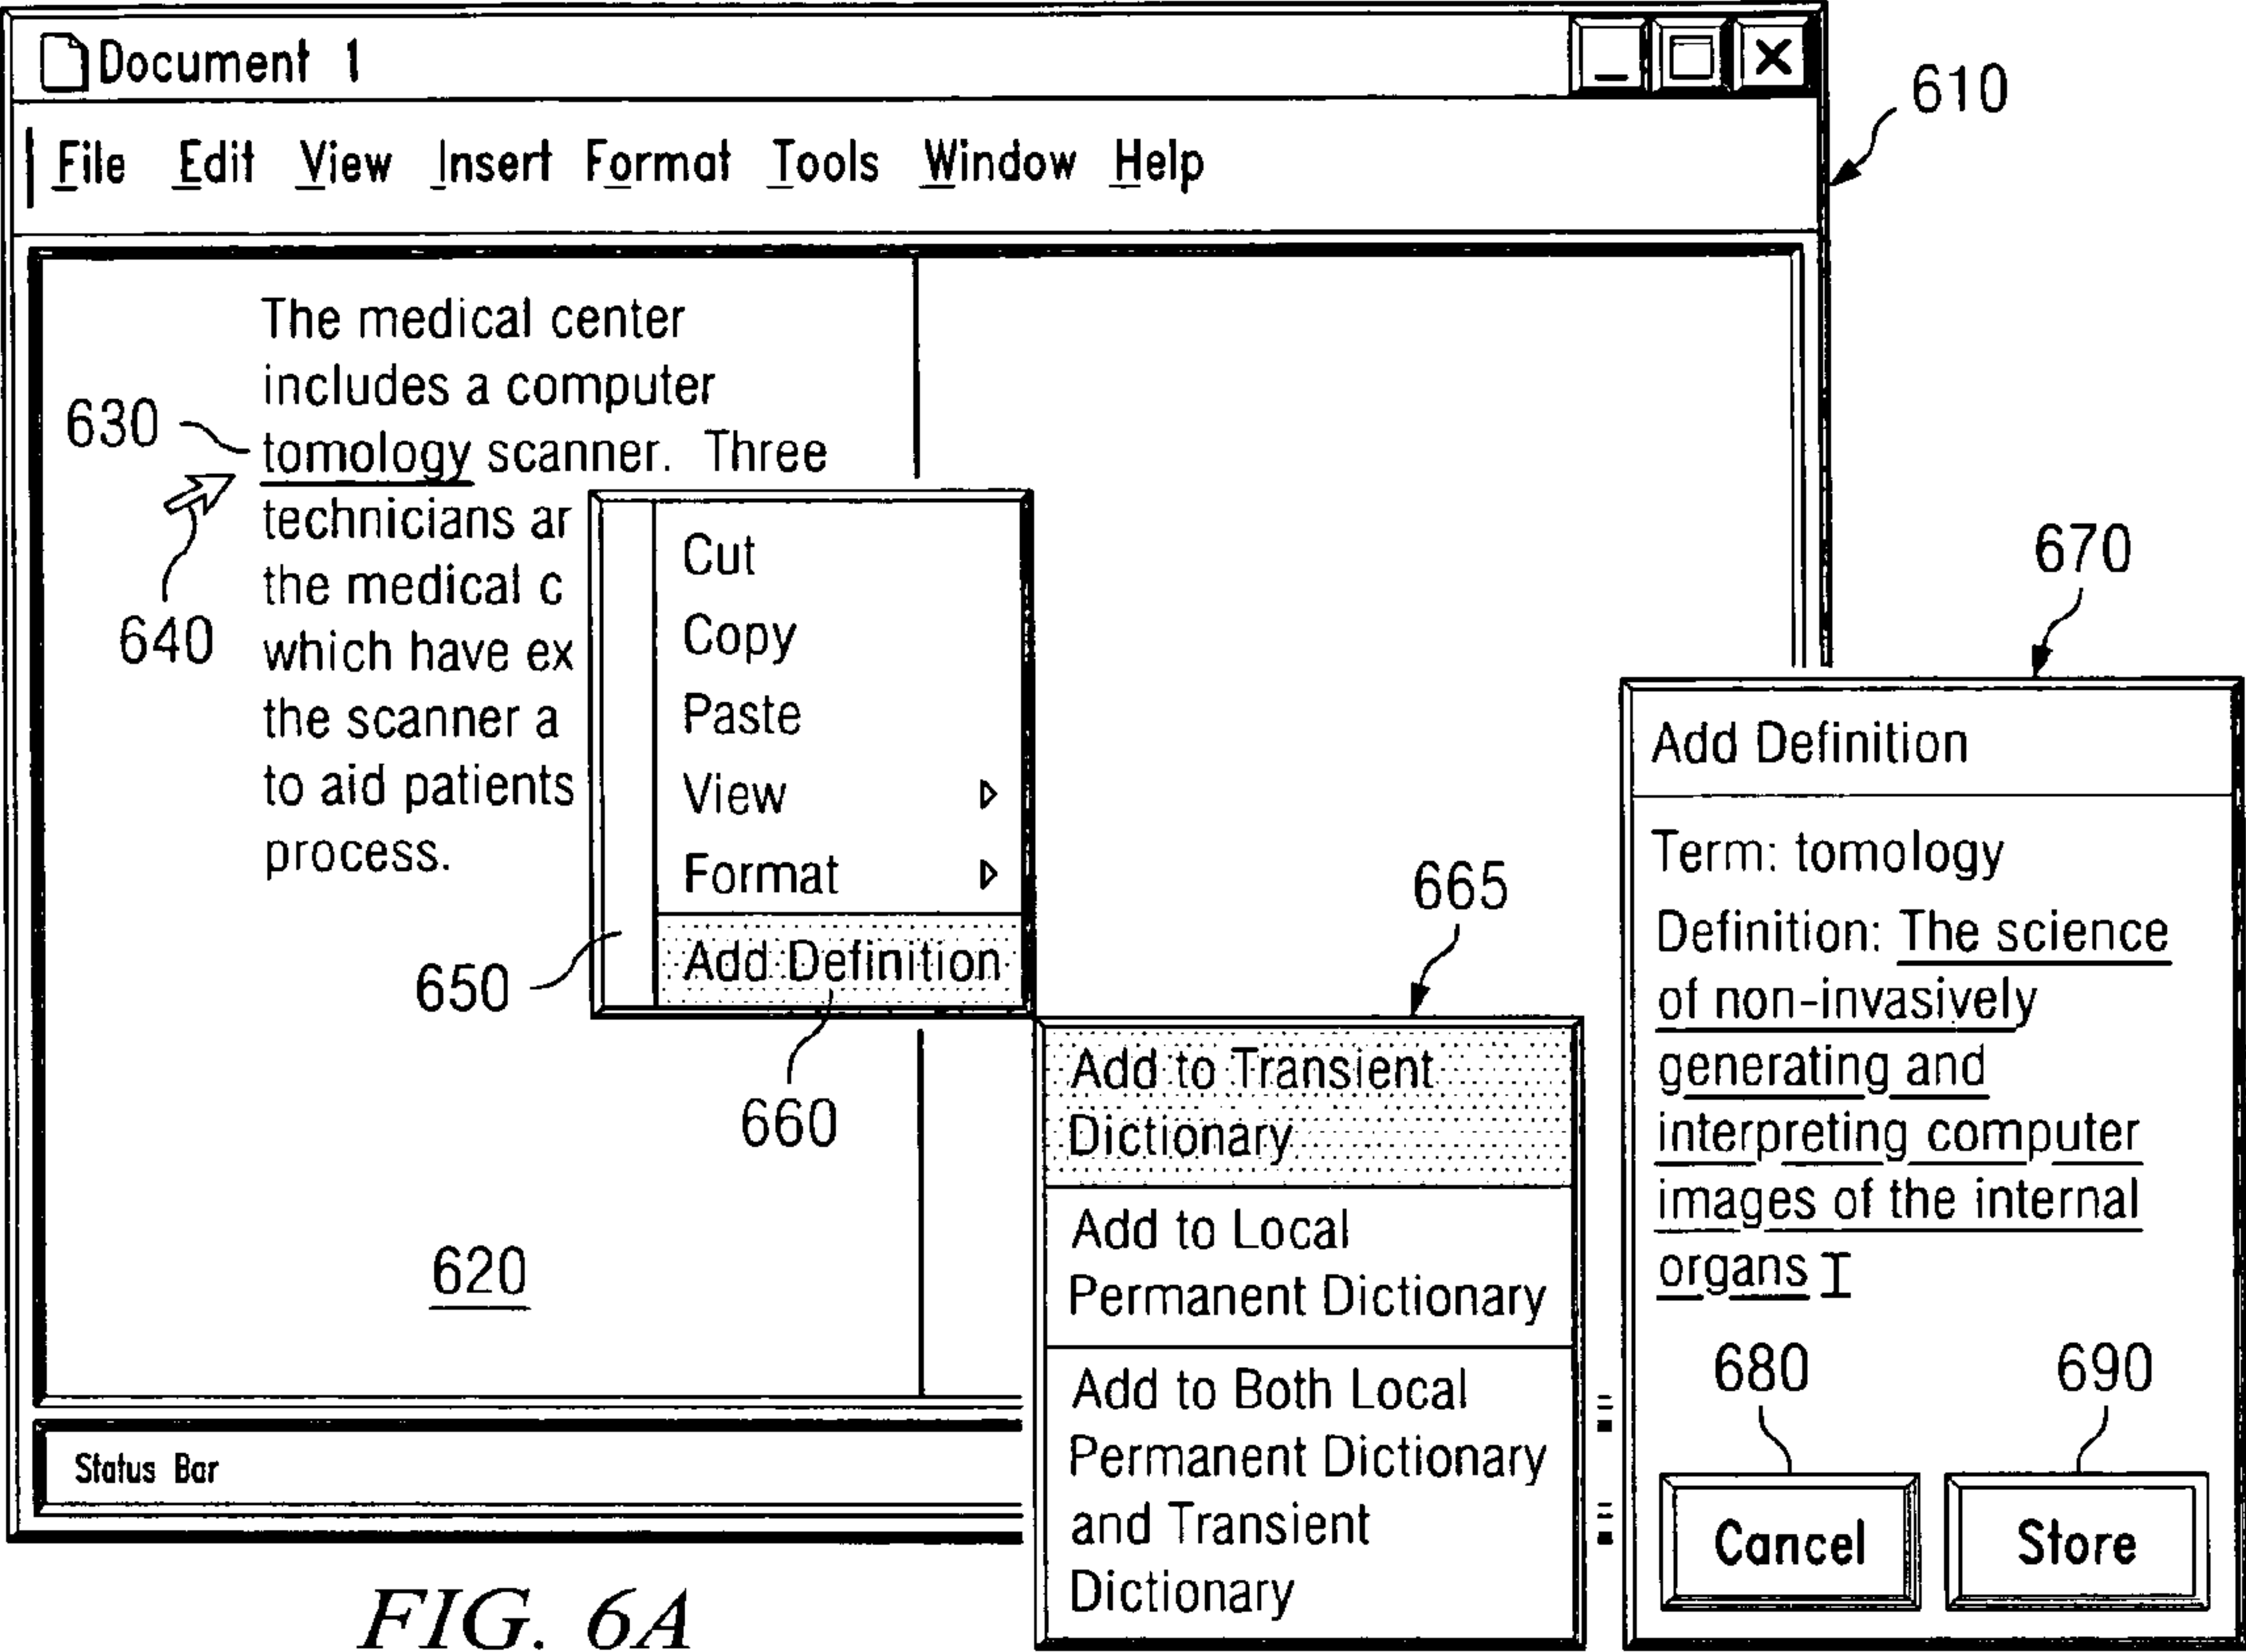 Document 1
File Edit View Insert Format Tools Window Help
610
The medical center
includes a computer
630
tomology scanner. Three
technicians ar
640
the medical c
which have ex
the scanner a
to aid patients
process.
Cut
Copy
Paste
View
Format
Add Definition
650
660
665
Add to Transient
Dictionary
Add to Local
Permanent Dictionary
Add to Both Local
Permanent Dictionary
and Transient
Dictionary
670
Add Definition
Term: tomology
Definition: The science
of non-invasively
generating and
interpreting computer
images of the internal
organs
680 690
Cancel Store
620
Status Bar
FIG. 6A